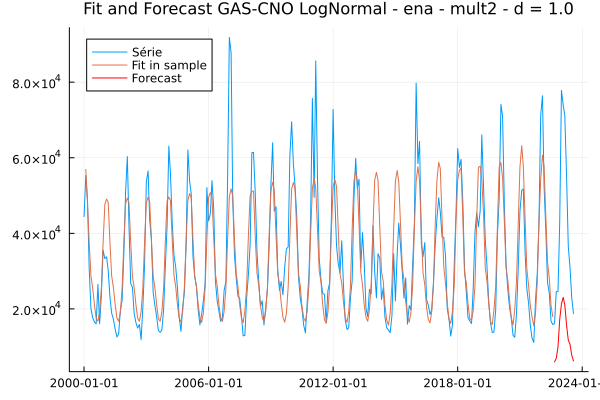 Fit and Forecast GAS-CNO LogNormal - ena - mult2 - d = 1.0
Série
Fit in sample
Forecast
8.0×10⁴
6.0×10⁴
4.0×10⁴
2.0×10⁴
2000-01-01 2006-01-01 2012-01-01 2018-01-01 2024-01-